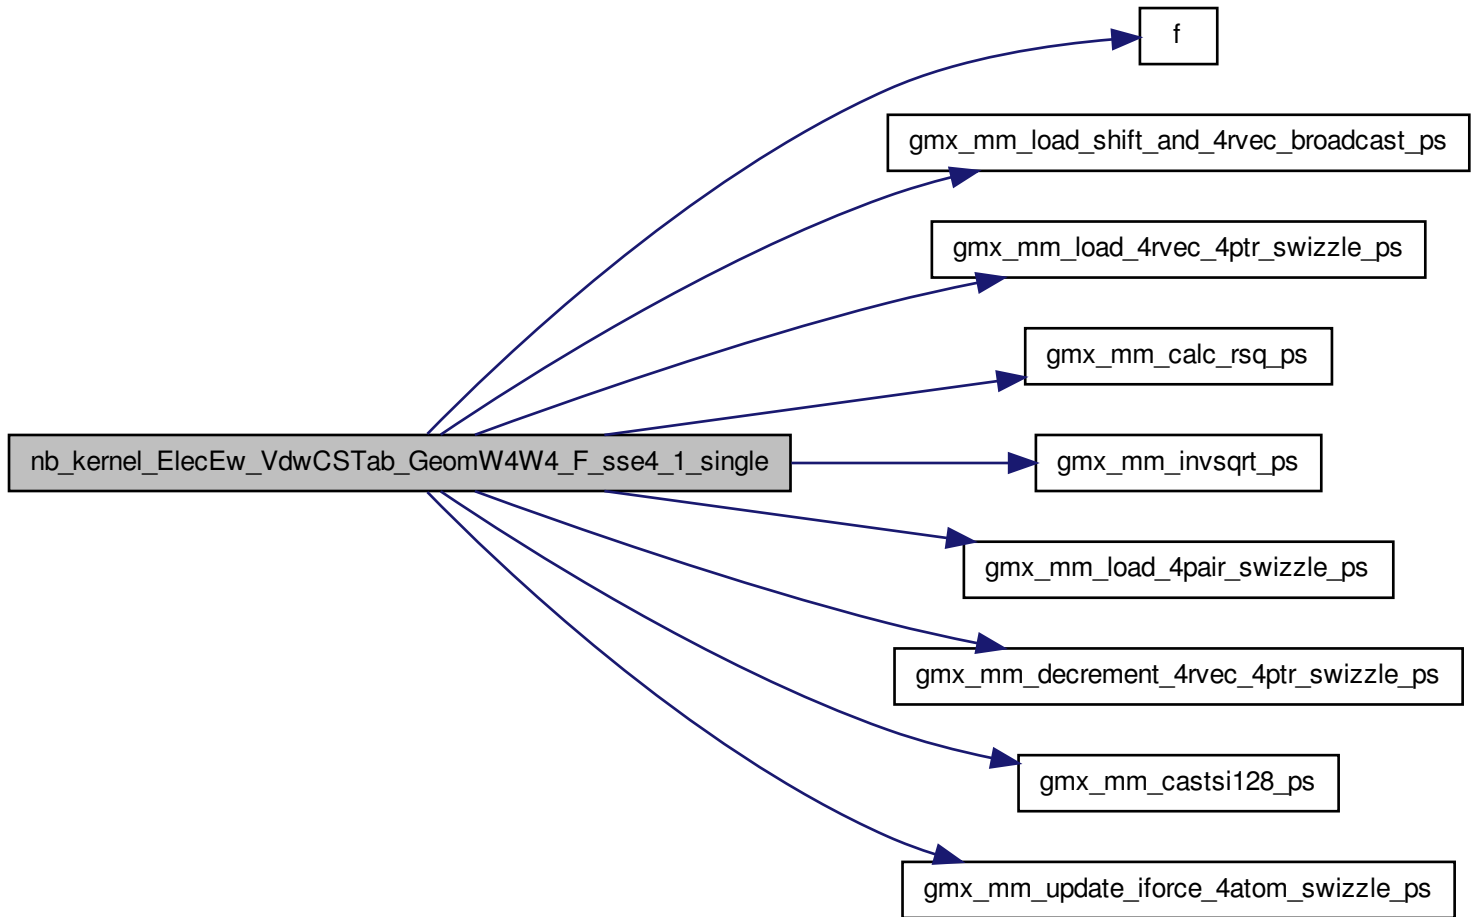 f
gmx_mm_load_shift_and_4rvec_broadcast_ps
gmx_mm_load_4rvec_4ptr_swizzle_ps
gmx_mm_calc_rsq_ps
nb_kernel_ElecEw_VdwCSTab_GeomW4W4_F_sse4_1_single
gmx_mm_invsqrt_ps
gmx_mm_load_4pair_swizzle_ps
gmx_mm_decrement_4rvec_4ptr_swizzle_ps
gmx_mm_castsi128_ps
gmx_mm_update_iforce_4atom_swizzle_ps